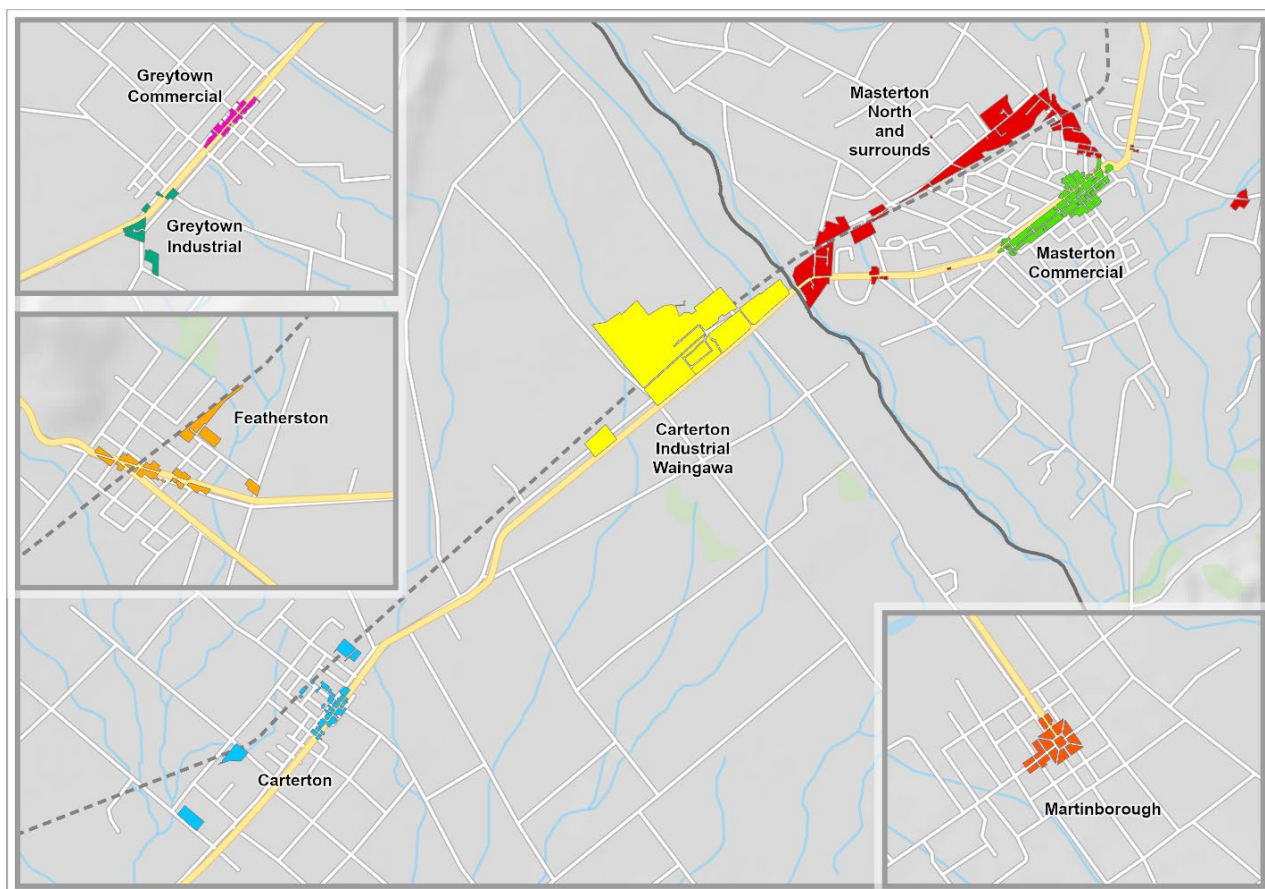 Greytown
Commercial
Greytown
Industrial
Featherston
Masterton
North
and
surrounds
Masterton
Commercial
Carterton
Industrial
Waingawa
Carterton
Martinborough